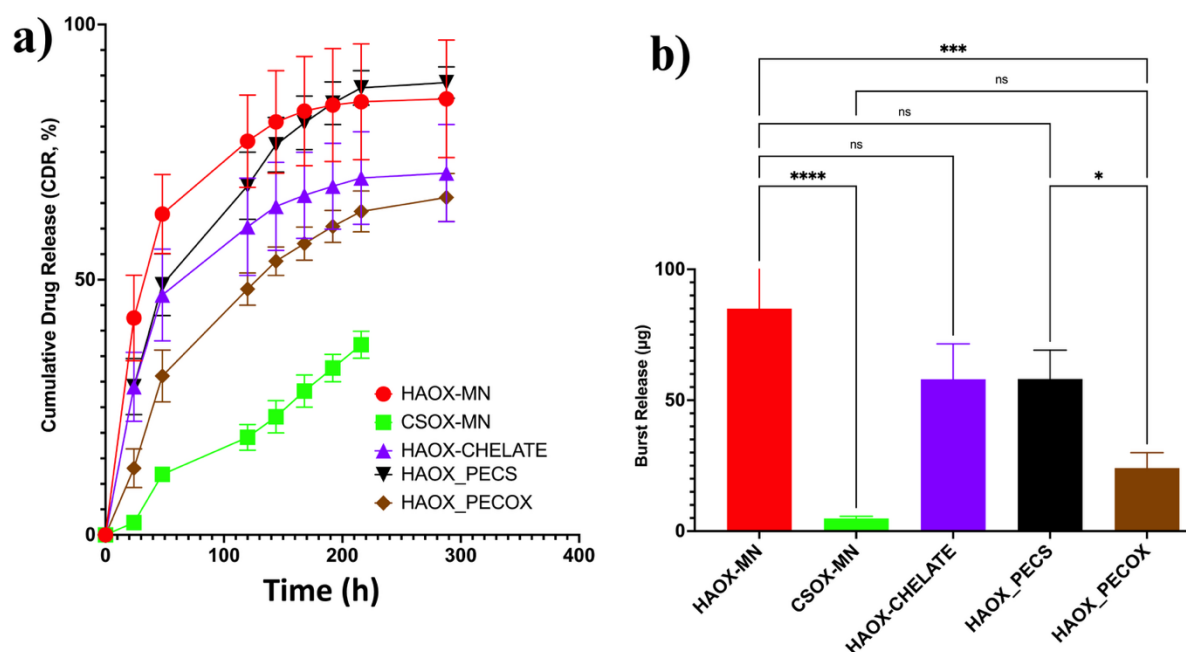 a)
Cumulative Drug Release (CDR, %)
100
50
0
0
100
200
300
400
Time (h)
HAOX-MN
CSOX-MN
HAOX-CHELATE
HAOX_PECS
HAOX_PECOX
b)
***
ns
ns
ns
****
*
Burst Release (µg)
100
50
0
HAOX-MN
CSOX-MN
HAOX-CHELATE
HAOX_PECS
HAOX_PECOX